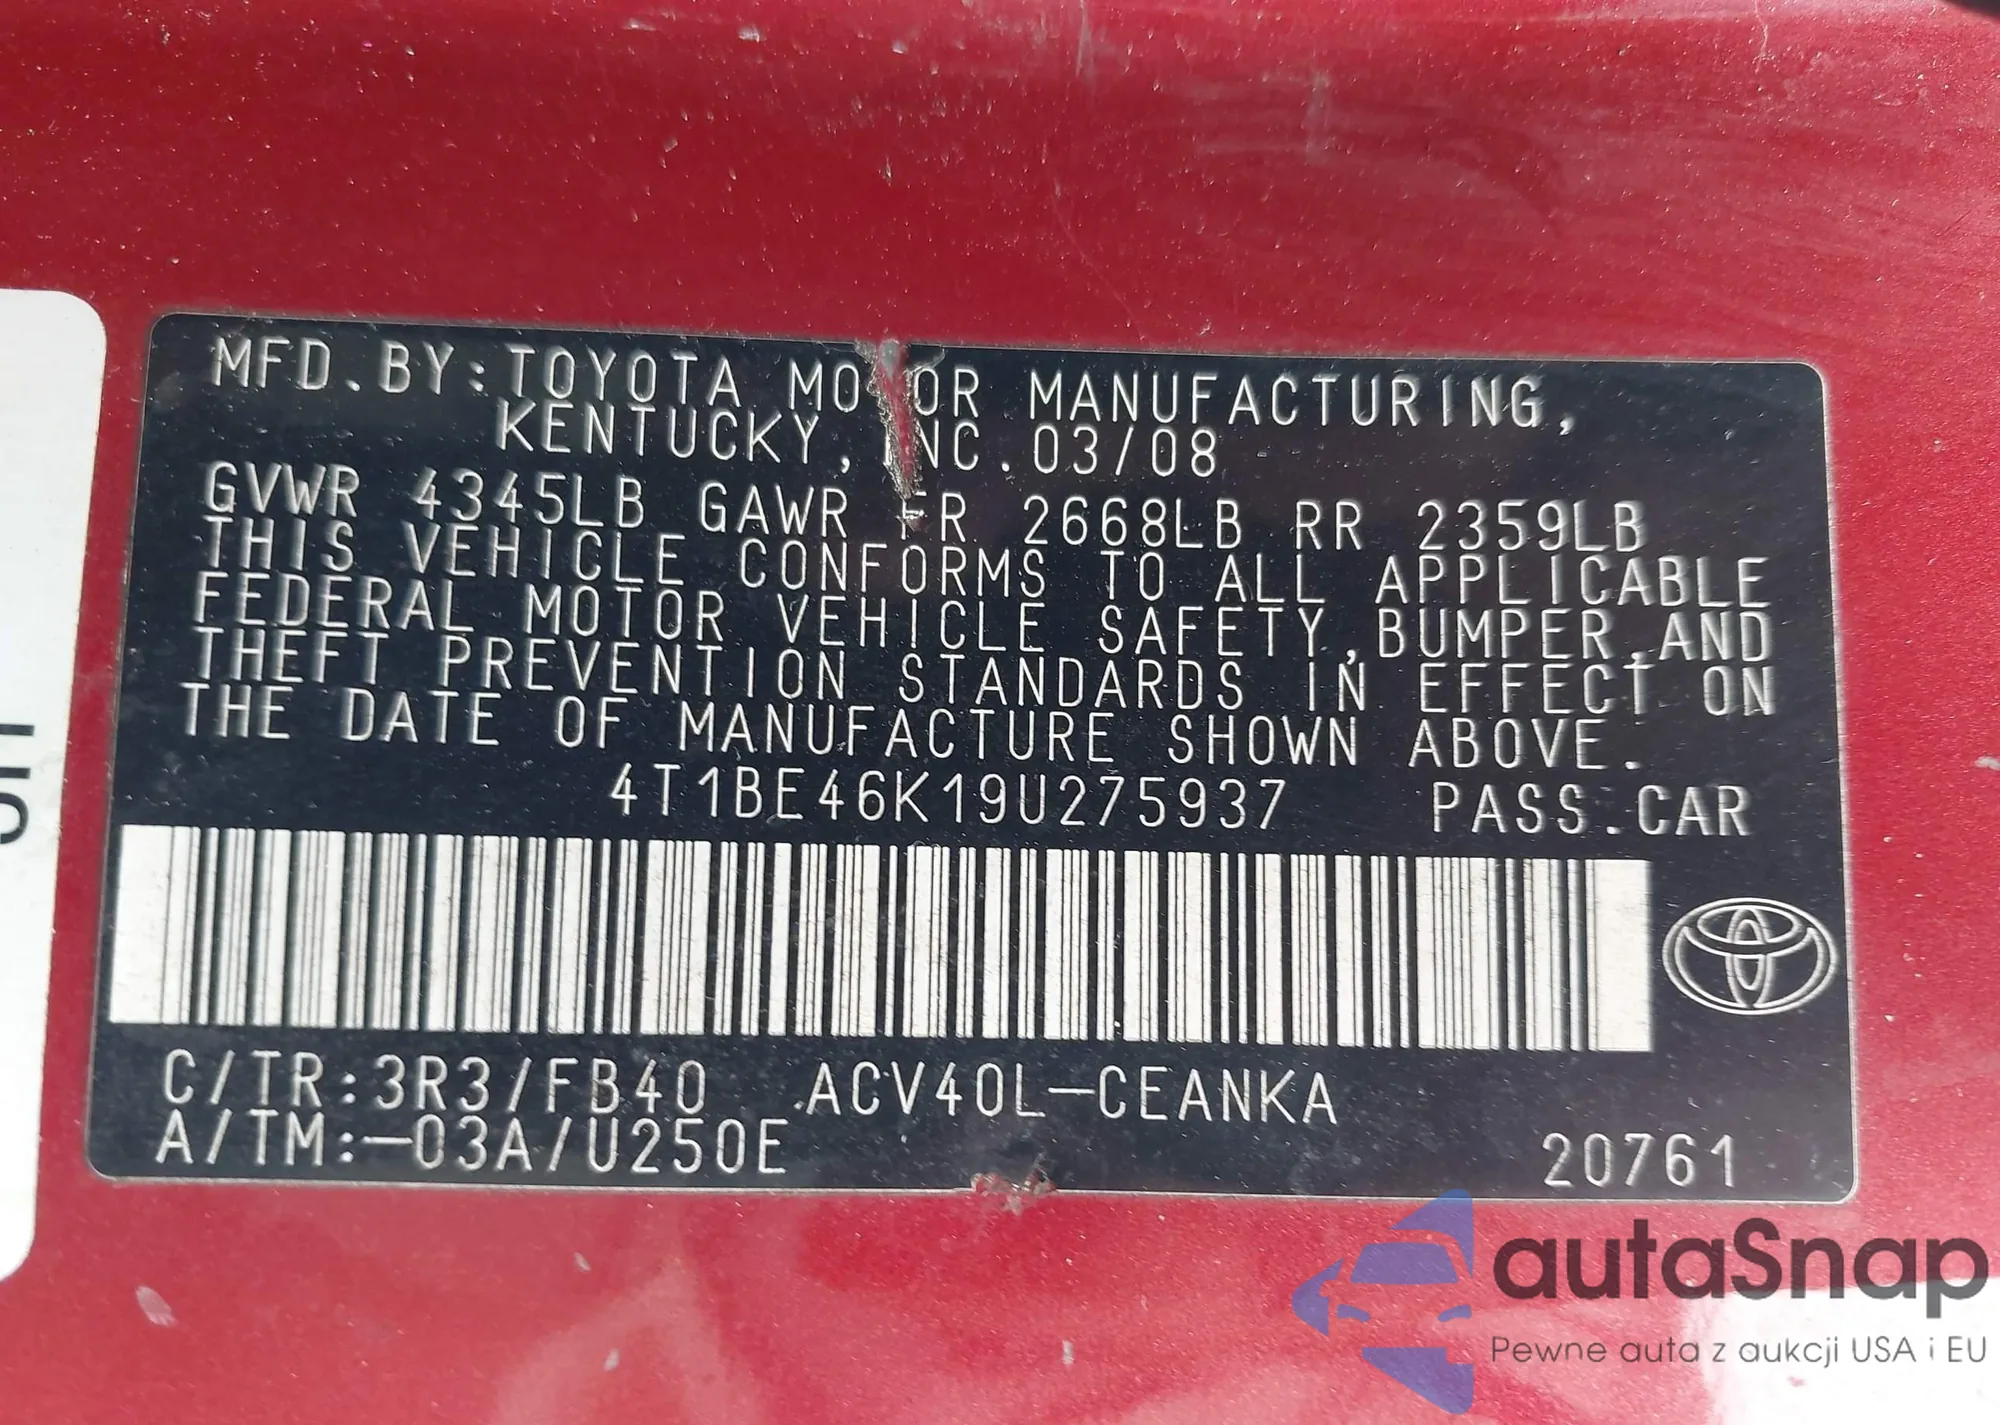 MFD.BY:TOYOTA MOTOR MANUFACTURING,
KENTUCKY, INC.03/08
GVWR 4345LB GAWR FR 2668LB RR 2359LB
THIS VEHICLE CONFORMS TO ALL APPLICABLE
FEDERAL MOTOR VEHICLE SAFETY,BUMPER,AND
THEFT PREVENTION STANDARDS IN EFFECT ON
THE DATE OF MANUFACTURE SHOWN ABOVE.
4T1BE46K19U275937 PASS.CAR
C/TR:3R3/FB40 ACV40L-CEANKA
A/TM:-03A/U250E
20761
autaSnap
Pewne auta z aukcji USA i EU